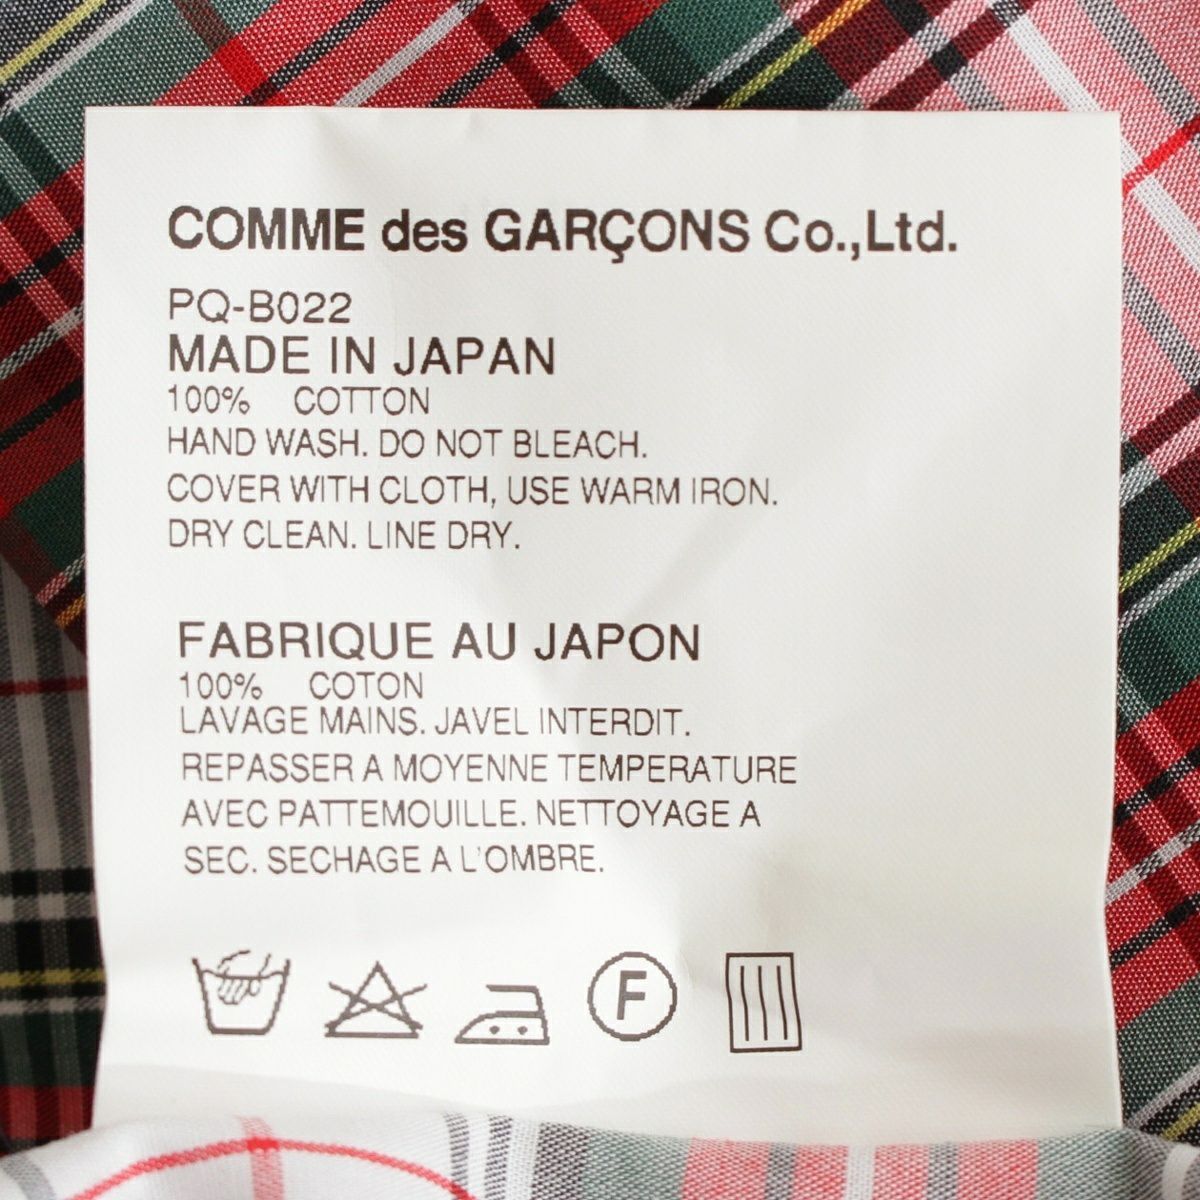 COMME des GARÇONS Co.,Ltd.
PQ-B022
MADE IN JAPAN
100% COTTON
HAND WASH. DO NOT BLEACH.
COVER WITH CLOTH, USE WARM IRON.
DRY CLEAN. LINE DRY.
FABRIQUE AU JAPON
100% COTON
LAVAGE MAINS. JAVEL INTERDIT.
REPASSER A MOYENNE TEMPERATURE
AVEC PATTEMOUILLE. NETTOYAGE A
SEC. SECHAGE A L'OMBRE.
F